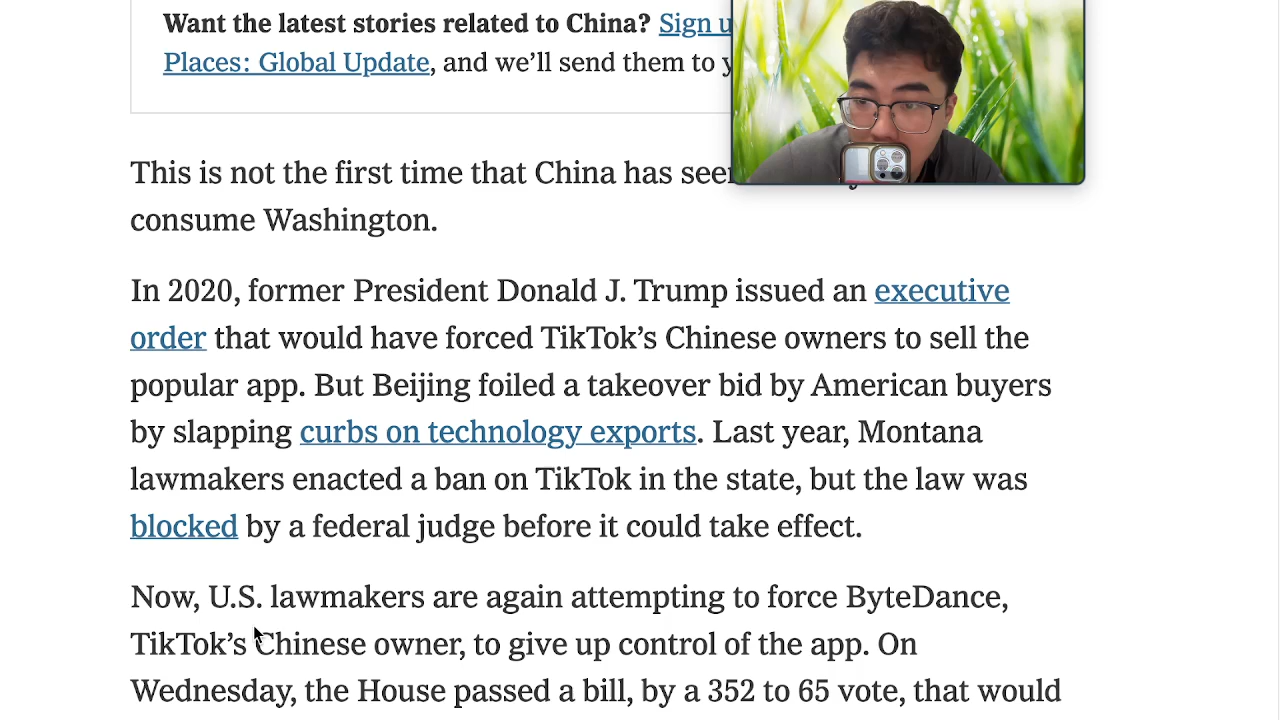 Want the latest stories related to China? Sign u
Places: Global Update, and we’ll send them to y
This is not the first time that China has see
consume Washington.
In 2020, former President Donald J. Trump issued an executive
order that would have forced TikTok’s Chinese owners to sell the
popular app. But Beijing foiled a takeover bid by American buyers
by slapping curbs on technology exports. Last year, Montana
lawmakers enacted a ban on TikTok in the state, but the law was
blocked by a federal judge before it could take effect.
Now, U.S. lawmakers are again attempting to force ByteDance,
TikTok’s Chinese owner, to give up control of the app. On
Wednesday, the House passed a bill, by a 352 to 65 vote, that would